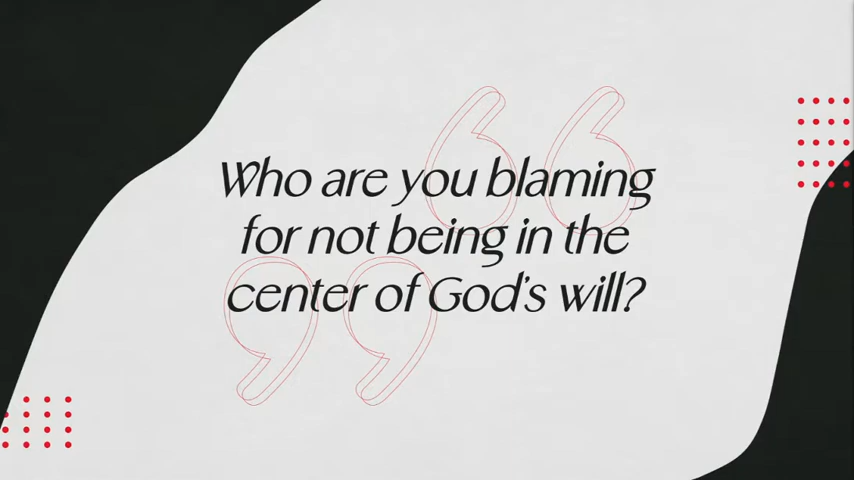 Who are you blaming
for not being in the
center of God's will?